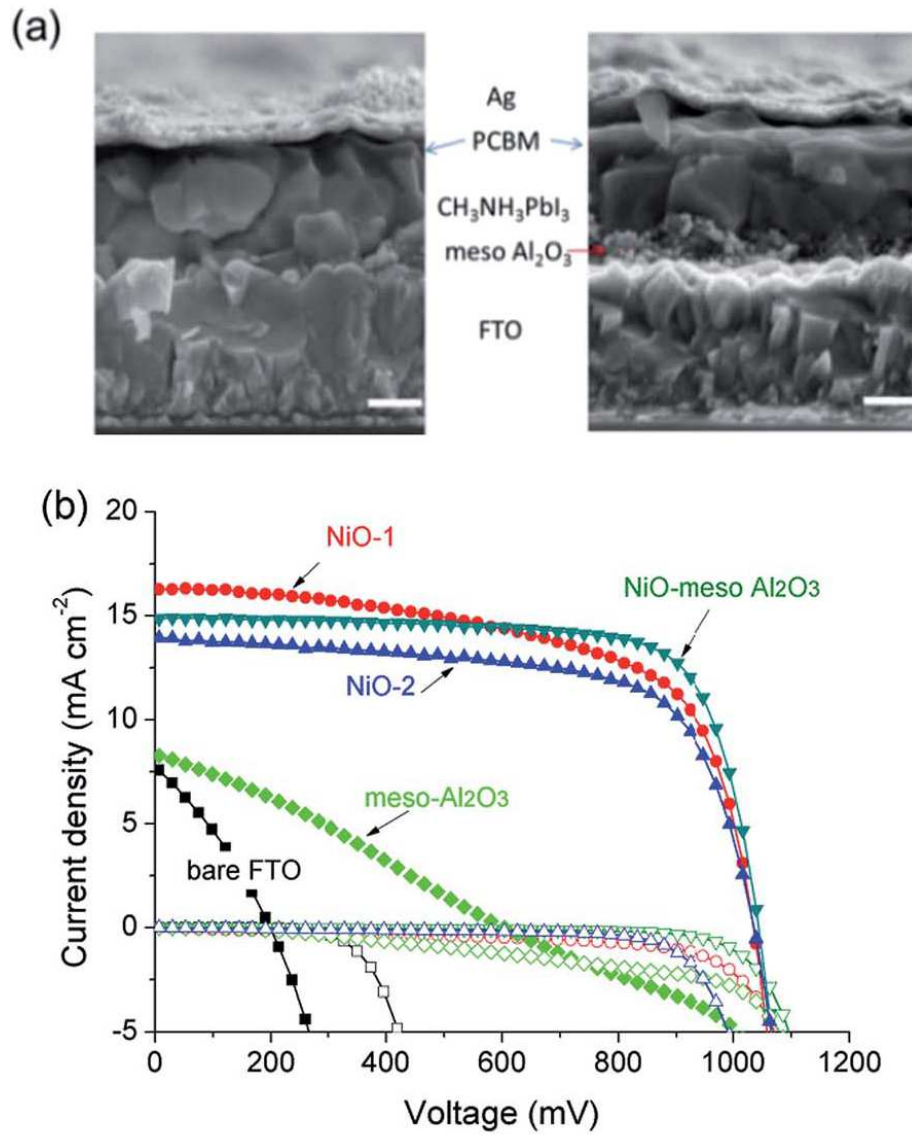 (a)
Ag
PCBM
CH₃NH₃PbI₃
meso Al₂O₃
FTO
(b)
20
15
10
5
0
-5
Current density (mA cm⁻²)
NiO-1
NiO-meso Al2O3
NiO-2
meso-Al2O3
bare FTO
0
200
400
600
800
1000
1200
Voltage (mV)